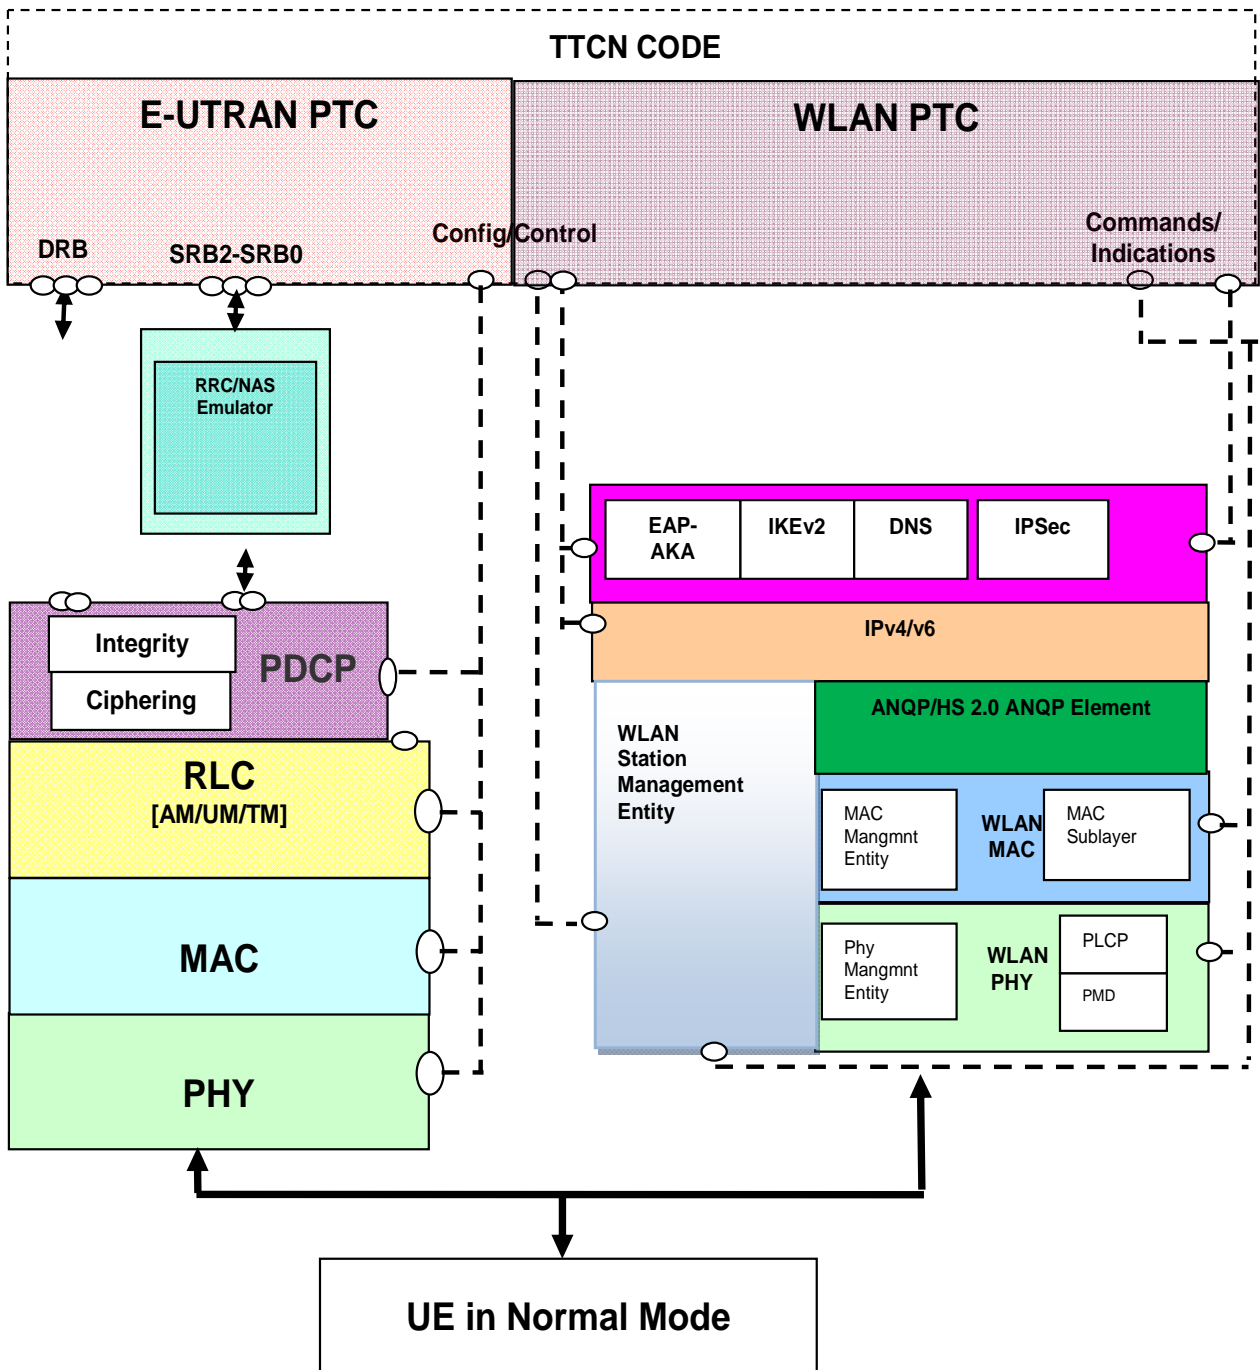 TTCN CODE
E-UTRAN PTC
WLAN PTC
DRB
SRB2-SRB0
Config/Control
Commands/
Indications
RRC/NAS
Emulator
EAP-
AKA
IKEv2
DNS
IPSec
Integrity
Ciphering
PDCP
IPv4/v6
WLAN
Station
Management
Entity
ANQP/HS 2.0 ANQP Element
RLC
[AM/UM/TM]
MAC
Mangmnt
Entity
WLAN
MAC
MAC
Sublayer
MAC
Phy
Mangmnt
Entity
WLAN
PHY
PLCP
PMD
PHY
UE in Normal Mode